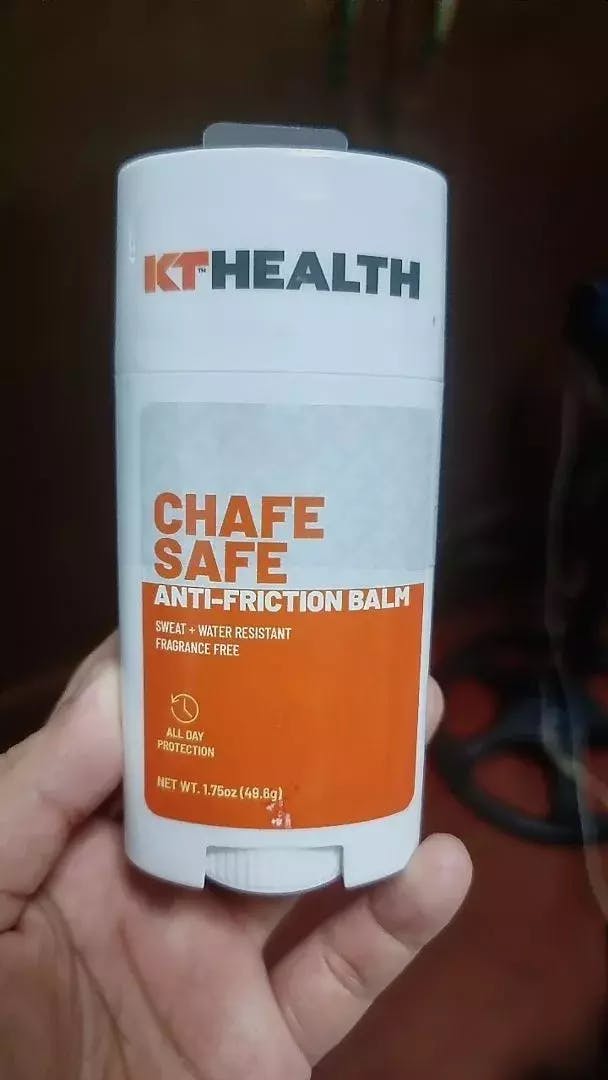 KT™HEALTH
CHAFE
SAFE
ANTI-FRICTION BALM
SWEAT + WATER RESISTANT
FRAGRANCE FREE
ALL DAY
PROTECTION
NET WT. 1.75oz (49.6g)